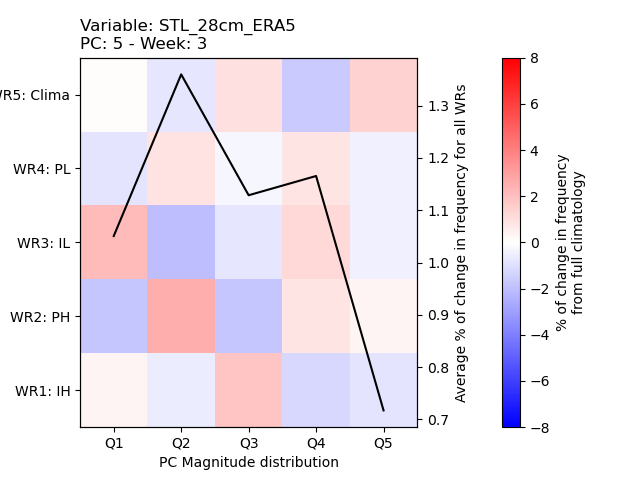 Variable: STL_28cm_ERA5
PC: 5 - Week: 3
WR5: Clima
WR4: PL
WR3: IL
WR2: PH
WR1: IH
Q1 Q2 Q3 Q4 Q5
PC Magnitude distribution
1.3
1.2
1.1
1.0
0.9
0.8
0.7
Average % of change in frequency for all WRs
8
6
4
2
0
−2
−4
−6
−8
% of change in frequency
from full climatology